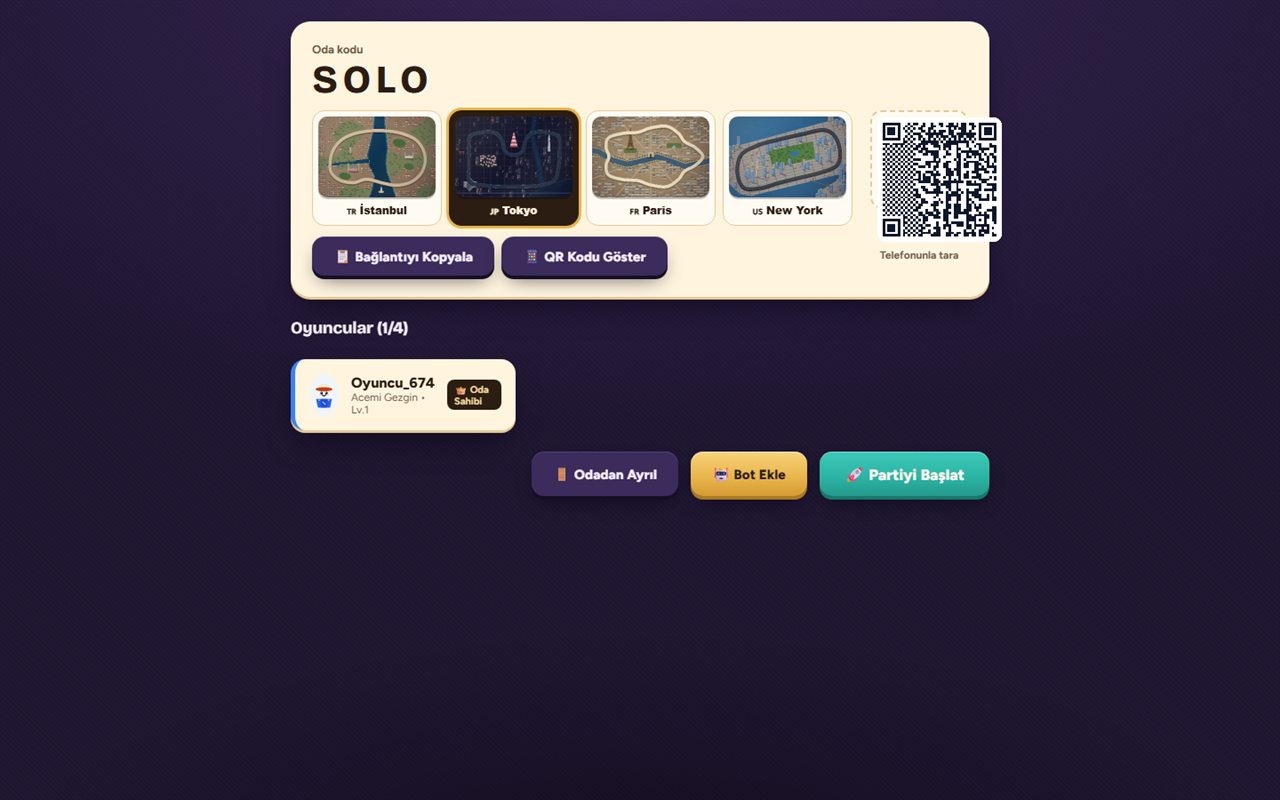 Oda kodu
SOLO
TR İstanbul
JP Tokyo
FR Paris
US New York
Telefonunla tara
Bağlantıyı Kopyala
QR Kodu Göster
Oyuncular (1/4)
Oyuncu_674
Acemi Gezgin •
Lv.1
Oda
Sahibi
Odadan Ayrıl
Bot Ekle
Partiyi Başlat